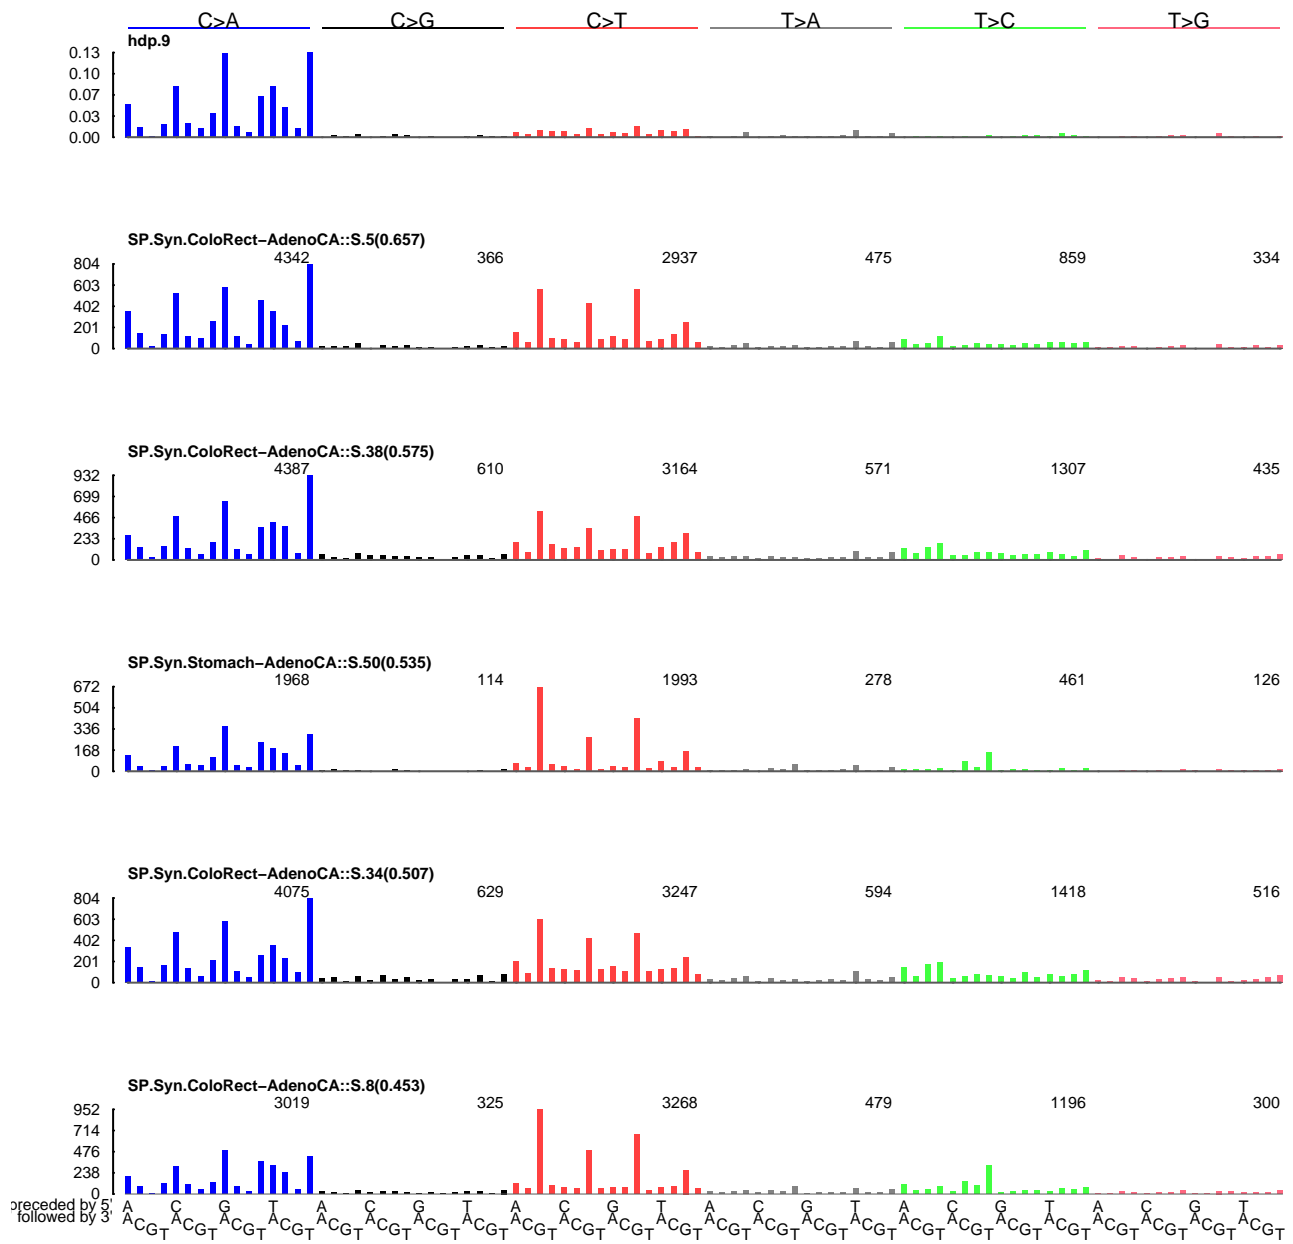 C>A C>G C>T T>A T>C T>G
hdp.9
0.13
0.10
0.07
0.03
0.00
SP.Syn.ColoRect−AdenoCA::S.5(0.657)
4342 366 2937 475 859 334
804
603
402
201
0
SP.Syn.ColoRect−AdenoCA::S.38(0.575)
4387 610 3164 571 1307 435
932
699
466
233
0
SP.Syn.Stomach−AdenoCA::S.50(0.535)
1968 114 1993 278 461 126
672
504
336
168
0
SP.Syn.ColoRect−AdenoCA::S.34(0.507)
4075 629 3247 594 1418 516
804
603
402
201
0
SP.Syn.ColoRect−AdenoCA::S.8(0.453)
3019 325 3268 479 1196 300
952
714
476
238
0
preceded by 5' A C G T A C G T A C G T A C G T A C G T A C G T
followed by 3' A C G T A C G T A C G T A C G T A C G T A C G T A C G T A C G T A C G T A C G T A C G T A C G T A C G T A C G T A C G T A C G T A C G T A C G T A C G T A C G T A C G T A C G T A C G T A C G T